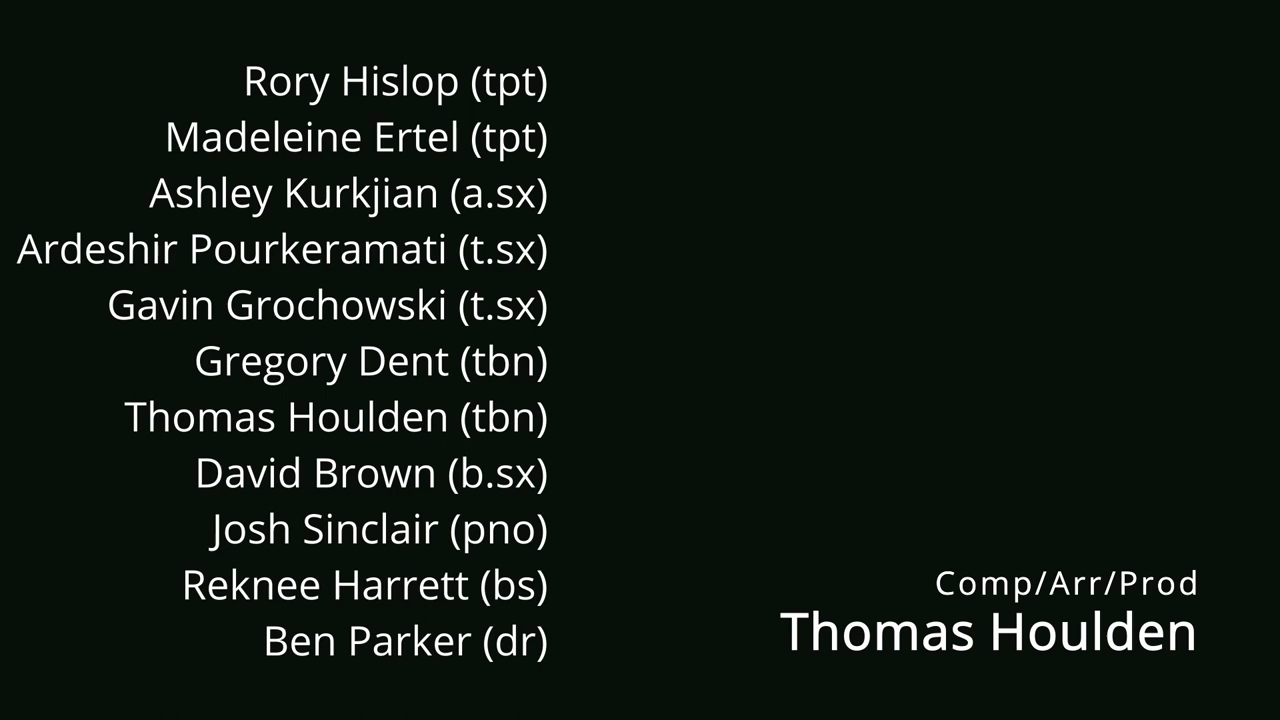 Rory Hislop (tpt)
Madeleine Ertel (tpt)
Ashley Kurkjian (a.sx)
Ardeshir Pourkeramati (t.sx)
Gavin Grochowski (t.sx)
Gregory Dent (tbn)
Thomas Houlden (tbn)
David Brown (b.sx)
Josh Sinclair (pno)
Reknee Harrett (bs)
Ben Parker (dr)
Comp/Arr/Prod
Thomas Houlden